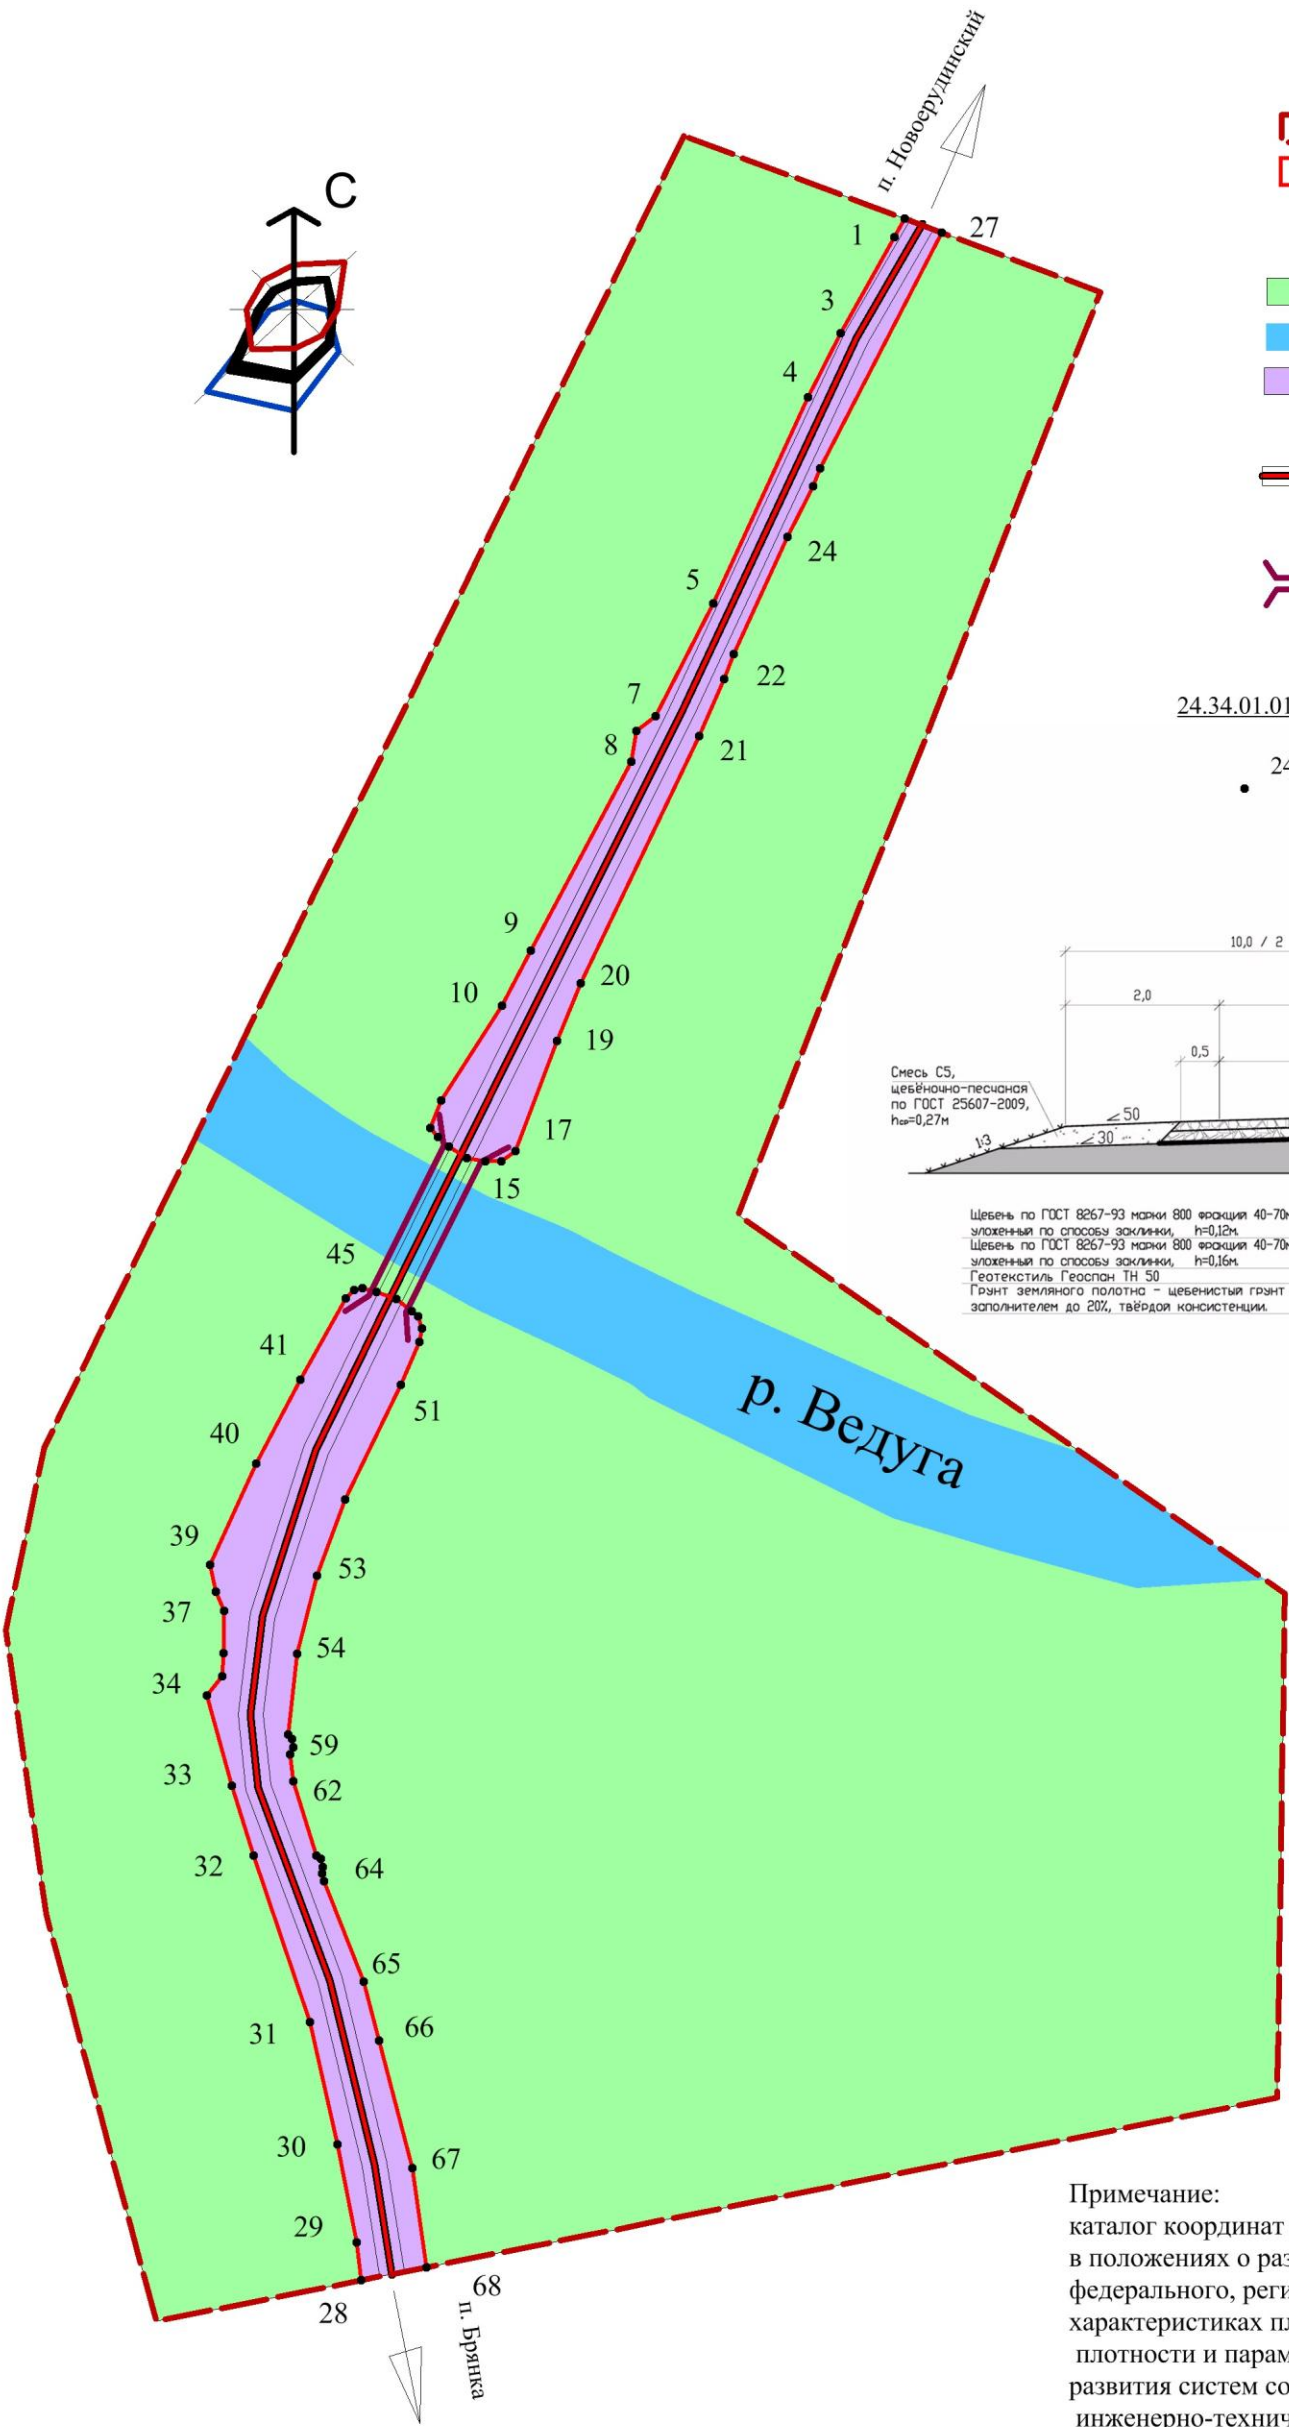 п. Новоерудинский
С
1
27
3
4
24
5
22
7
24.34.01.01
8
21
24
9
10,0 / 2
20
10
2,0
19
0,5
Смесь С5,
щебёночно-песчаная
по ГОСТ 25607-2009,
hср=0,27м
50
1:3
30
17
15
Щебень по ГОСТ 8267-93 марки 800 фракций 40-70м
уложенный по способу заклинки, h=0,12м.
Щебень по ГОСТ 8267-93 марки 800 фракций 40-70м
уложенный по способу заклинки, h=0,16м.
Геотекстиль Геоспан ТН 50
Грунт земляного полотна - щебенистый грунт
заполнителем до 20%, твёрдой консистенции.
45
41
51
р. Ведуга
40
39
53
37
54
34
59
33
62
32
64
65
31
66
30
67
29
68
28
п. Брянка
Примечание:
каталог координат
в положениях о раз
федерального, реги
характеристиках пл
плотности и парам
развития систем со
инженерно-технич